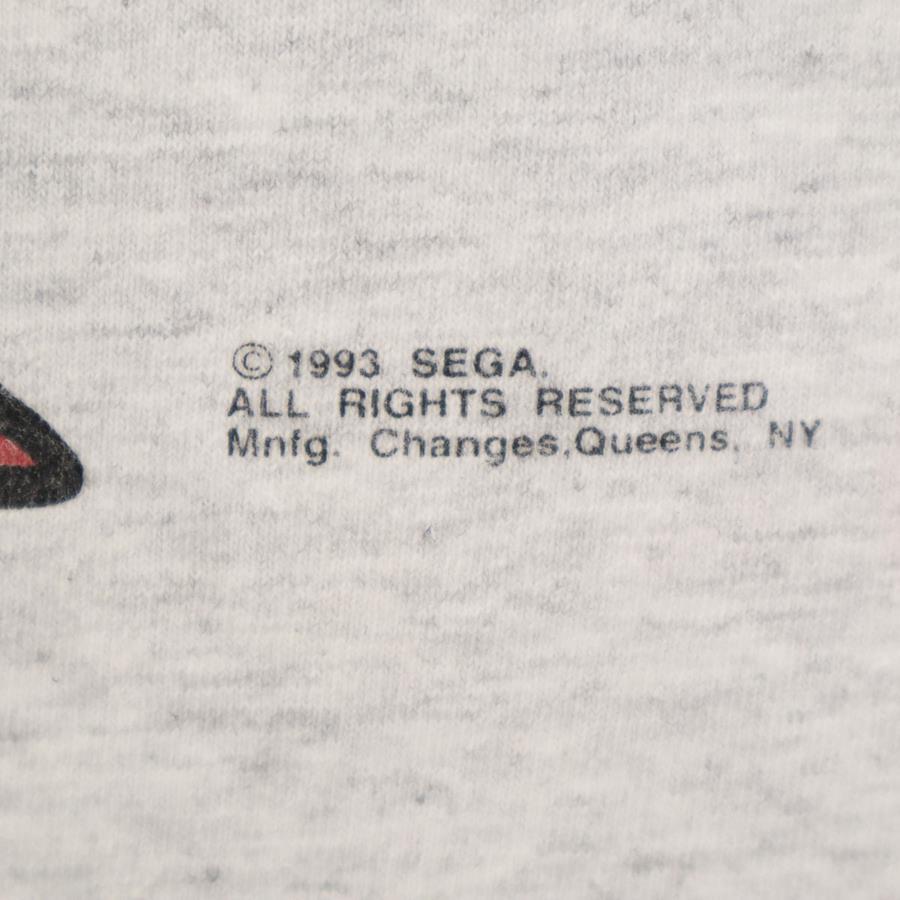 © 1993 SEGA.
ALL RIGHTS RESERVED
Mnfg. Changes,Queens, NY